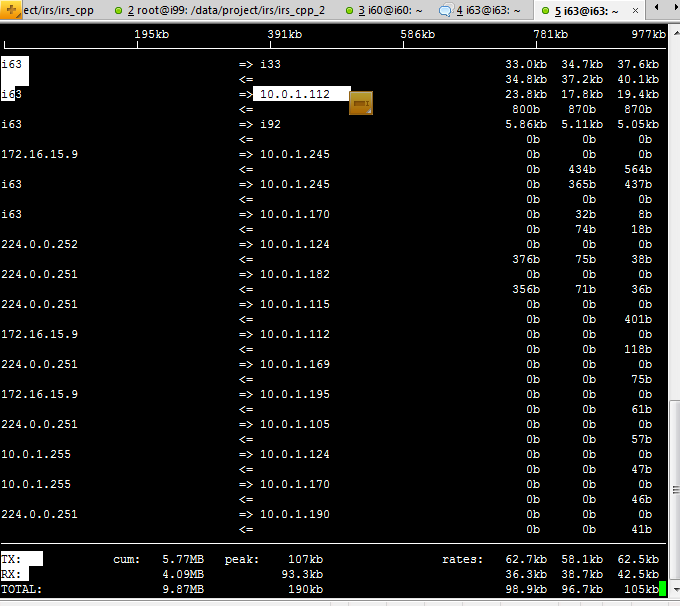 ect/irs/irs_cpp 2 root@i99: /data/project/irs/irs_cpp_2 3 i60@i60: ~ 4 i63@i63: ~ 5 i63@i63: ~ ×
195kb 391kb 586kb 781kb 977kb
i63 => i33 33.0kb 34.7kb 37.6kb
<= 34.8kb 37.2kb 40.1kb
i63 => 10.0.1.112 23.8kb 17.8kb 19.4kb
<= 800b 870b 870b
i63 => i92 5.86kb 5.11kb 5.05kb
<= 0b 0b 0b
172.16.15.9 => 10.0.1.245 0b 0b 0b
<= 0b 434b 564b
i63 => 10.0.1.245 0b 365b 437b
<= 0b 0b 0b
i63 => 10.0.1.170 0b 32b 8b
<= 0b 74b 18b
224.0.0.252 => 10.0.1.124 0b 0b 0b
<= 376b 75b 38b
224.0.0.251 => 10.0.1.182 0b 0b 0b
<= 356b 71b 36b
224.0.0.251 => 10.0.1.115 0b 0b 0b
<= 0b 0b 401b
172.16.15.9 => 10.0.1.112 0b 0b 0b
<= 0b 0b 118b
224.0.0.251 => 10.0.1.169 0b 0b 0b
<= 0b 0b 75b
172.16.15.9 => 10.0.1.195 0b 0b 0b
<= 0b 0b 61b
224.0.0.251 => 10.0.1.105 0b 0b 0b
<= 0b 0b 57b
10.0.1.255 => 10.0.1.124 0b 0b 0b
<= 0b 0b 47b
10.0.1.255 => 10.0.1.170 0b 0b 0b
<= 0b 0b 46b
224.0.0.251 => 10.0.1.190 0b 0b 0b
<= 0b 0b 41b
TX: cum: 5.77MB peak: 107kb rates: 62.7kb 58.1kb 62.5kb
RX: 4.09MB 93.3kb 36.3kb 38.7kb 42.5kb
TOTAL: 9.87MB 190kb 98.9kb 96.7kb 105kb